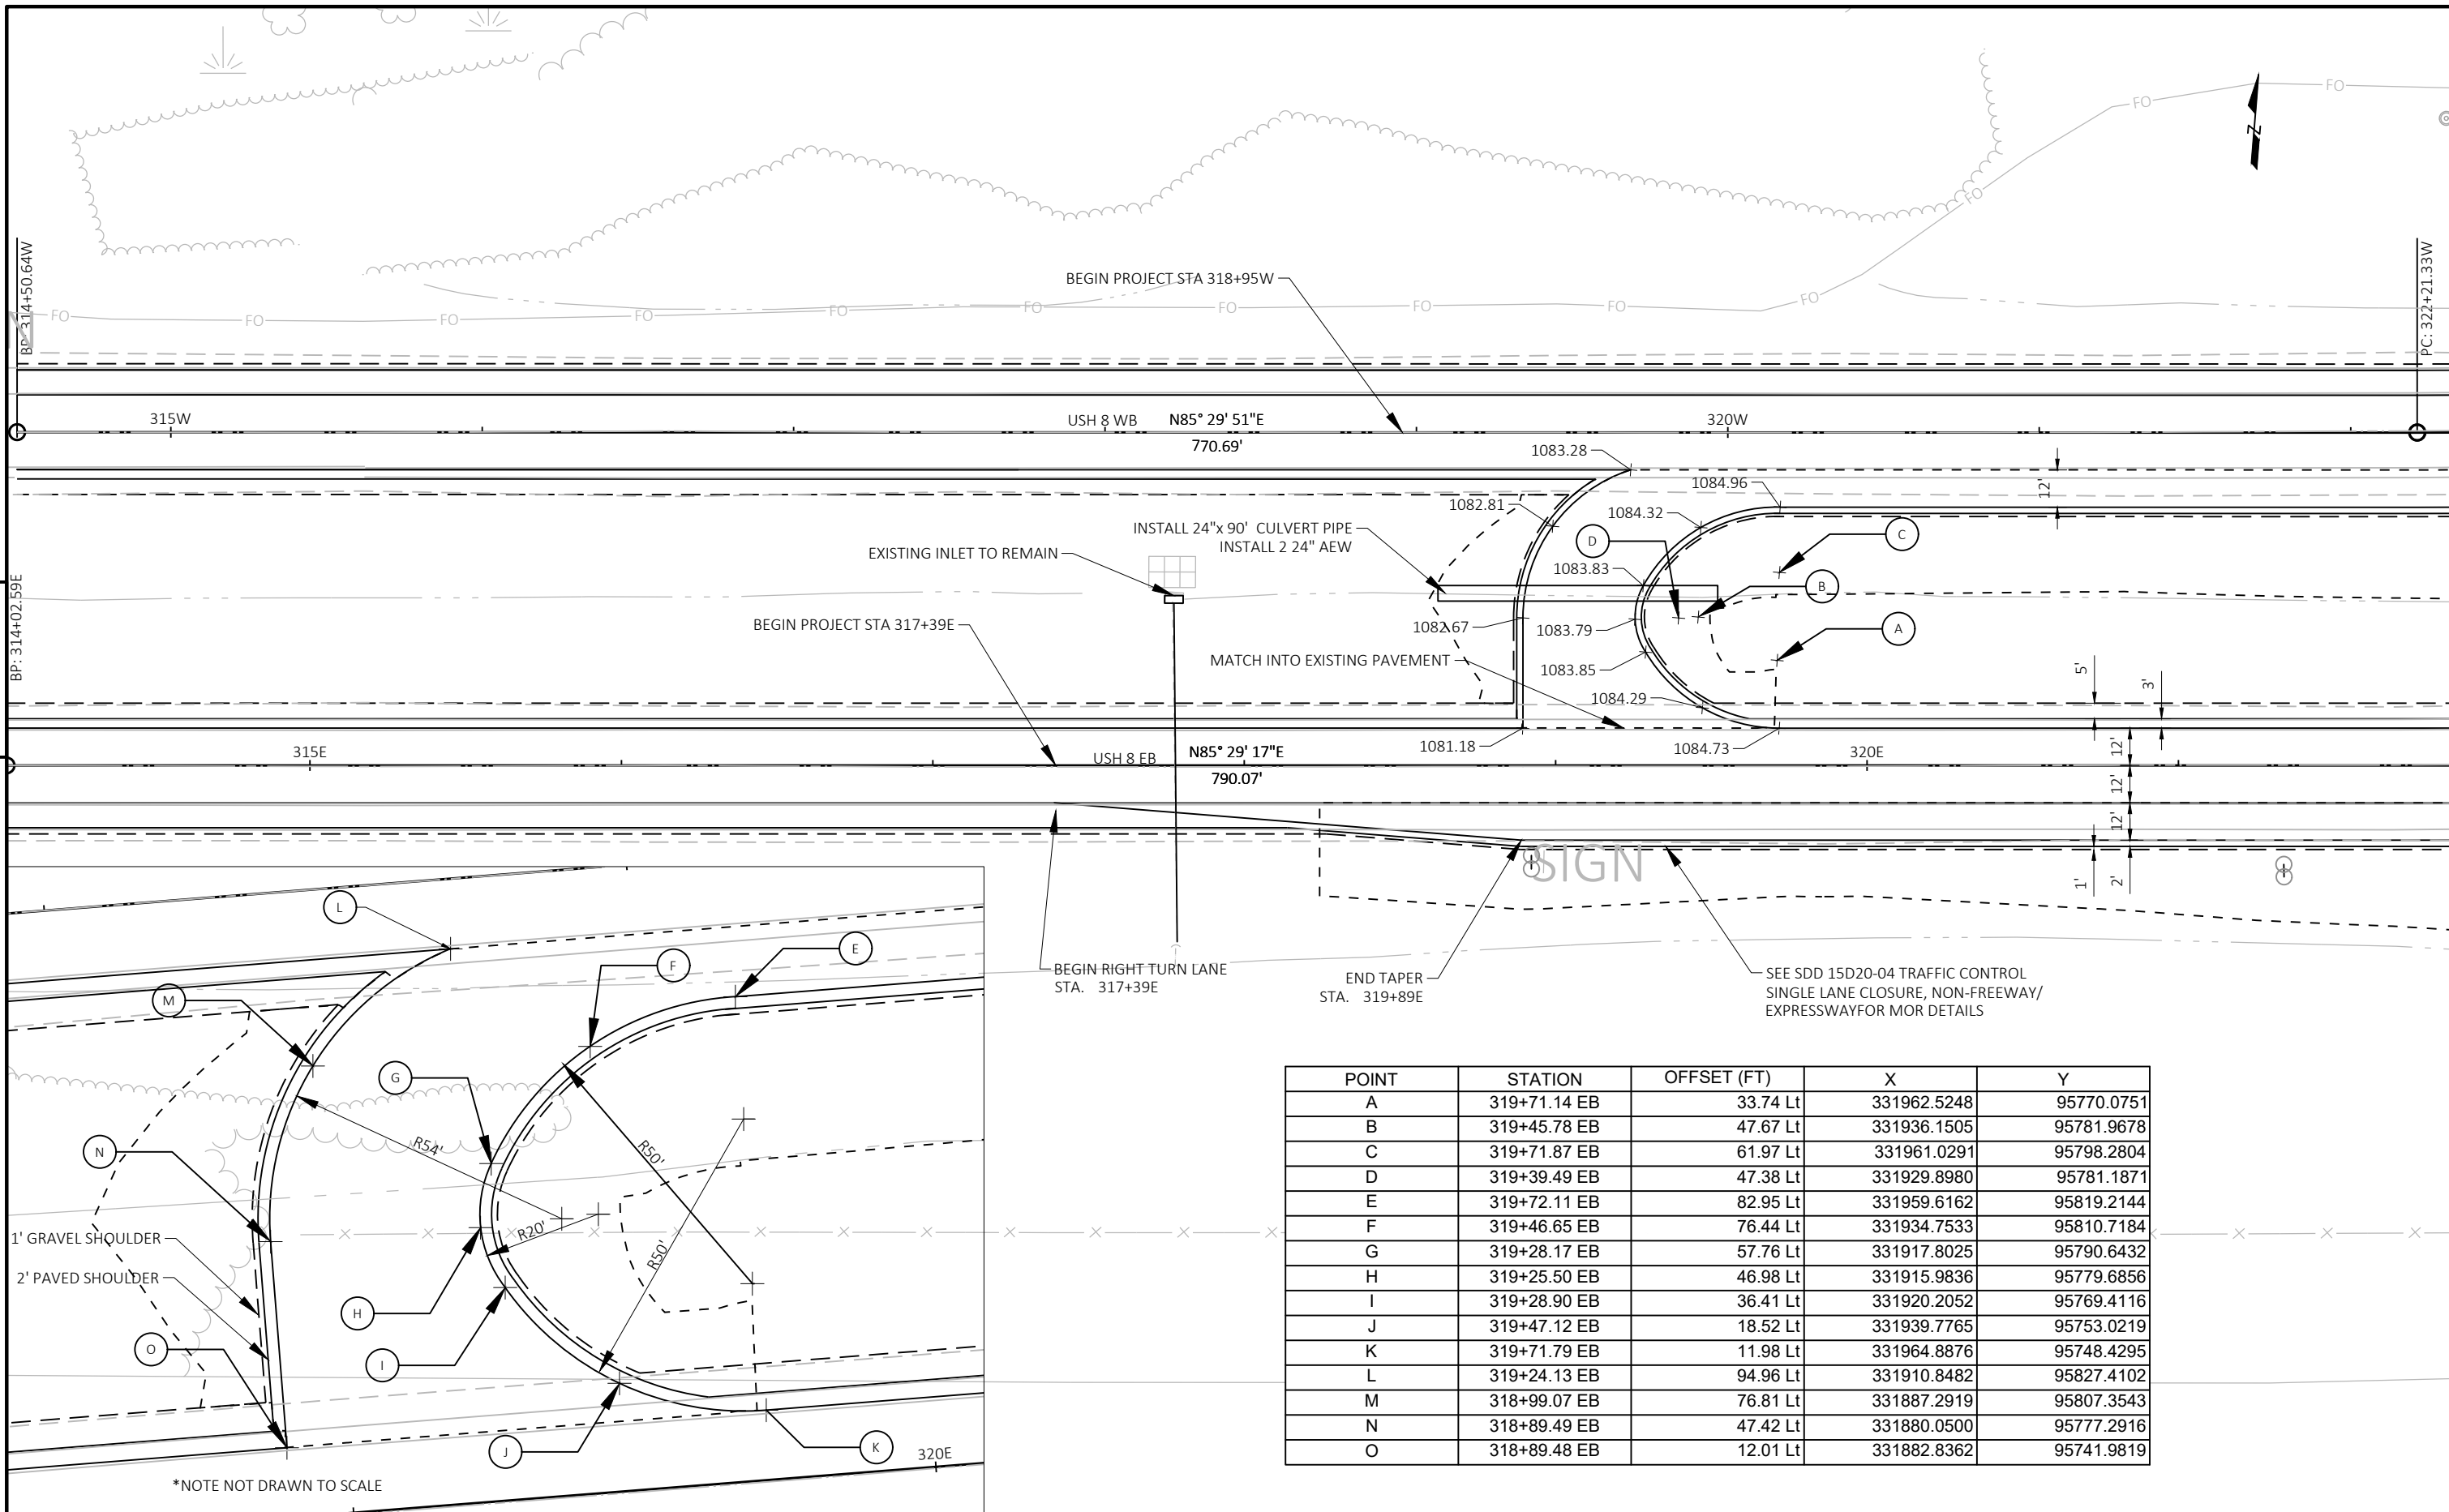 FO
FO
BP: 314+50.64W
PC: 322+21.33W
N
BEGIN PROJECT STA 318+95W
FO
FO
FO
FO
FO
FO
FO
FO
FO
FO
FO
315W
USH 8 WB
N85° 29' 51"E
320W
770.69'
1083.28
1084.96
12'
1082.81
1084.32
INSTALL 24"x 90' CULVERT PIPE
INSTALL 2 24" AEW
D
C
EXISTING INLET TO REMAIN
1083.83
B
BP: 314+02.59E
BEGIN PROJECT STA 317+39E
1082.67
1083.79
A
MATCH INTO EXISTING PAVEMENT
1083.85
5'
3'
1084.29
1081.18
1084.73
315E
USH 8 EB
N85° 29' 17"E
320E
12'
790.07'
12'
12'
SIGN
1'
2'
BEGIN RIGHT TURN LANE
STA. 317+39E
END TAPER
STA. 319+89E
SEE SDD 15D20-04 TRAFFIC CONTROL
SINGLE LANE CLOSURE, NON-FREEWAY/
EXPRESSWAYFOR MOR DETAILS
L
E
F
M
G
R54'
R50'
N
R20'
R50'
1' GRAVEL SHOULDER
2' PAVED SHOULDER
H
O
I
J
K
320E
*NOTE NOT DRAWN TO SCALE
POINT STATION OFFSET (FT) X Y
A 319+71.14 EB 33.74 Lt 331962.5248 95770.0751
B 319+45.78 EB 47.67 Lt 331936.1505 95781.9678
C 319+71.87 EB 61.97 Lt 331961.0291 95798.2804
D 319+39.49 EB 47.38 Lt 331929.8980 95781.1871
E 319+72.11 EB 82.95 Lt 331959.6162 95819.2144
F 319+46.65 EB 76.44 Lt 331934.7533 95810.7184
G 319+28.17 EB 57.76 Lt 331917.8025 95790.6432
H 319+25.50 EB 46.98 Lt 331915.9836 95779.6856
I 319+28.90 EB 36.41 Lt 331920.2052 95769.4116
J 319+47.12 EB 18.52 Lt 331939.7765 95753.0219
K 319+71.79 EB 11.98 Lt 331964.8876 95748.4295
L 319+24.13 EB 94.96 Lt 331910.8482 95827.4102
M 318+99.07 EB 76.81 Lt 331887.2919 95807.3543
N 318+89.49 EB 47.42 Lt 331880.0500 95777.2916
O 318+89.48 EB 12.01 Lt 331882.8362 95741.9819